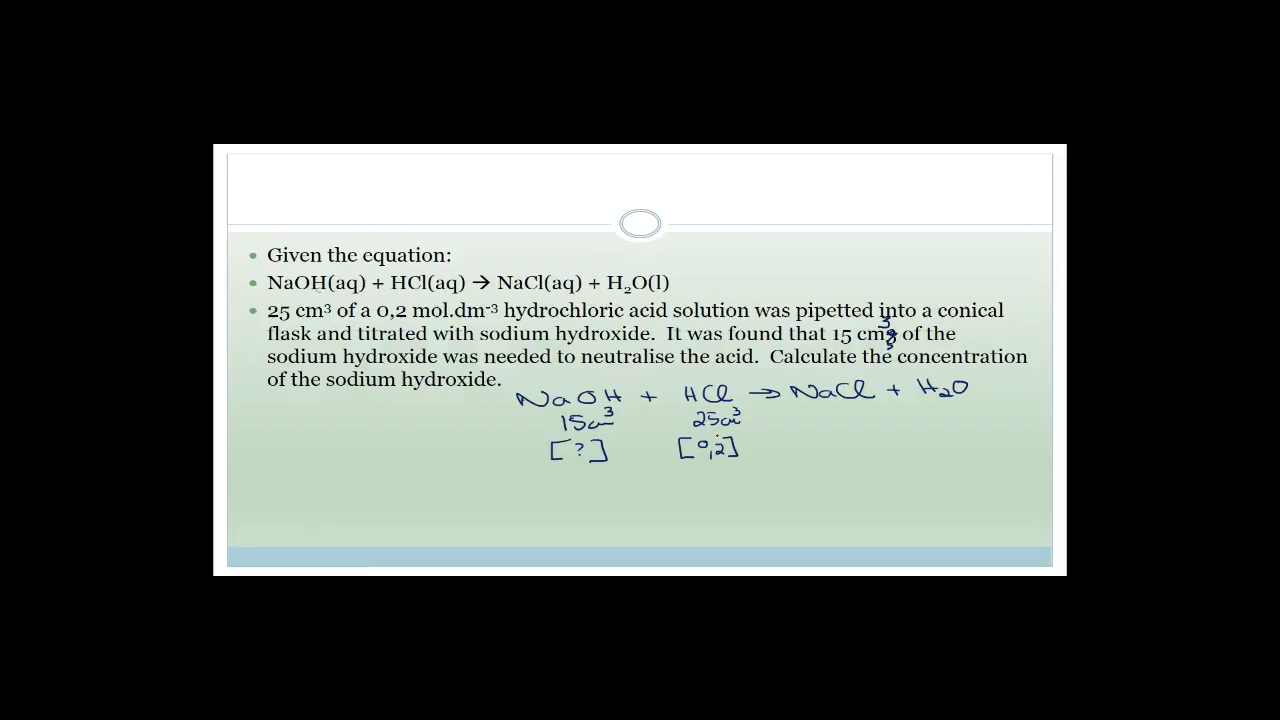 Given the equation:
NaOH(aq) + HCl(aq) → NaCl(aq) + H₂O(l)
25 cm³ of a 0,2 mol.dm⁻³ hydrochloric acid solution was pipetted into a conical
flask and titrated with sodium hydroxide. It was found that 15 cm³ of the
sodium hydroxide was needed to neutralise the acid. Calculate the concentration
of the sodium hydroxide.
NaOH + HCl → NaCl + H₂O
15cm³ 25cm³
[?] [0,2]